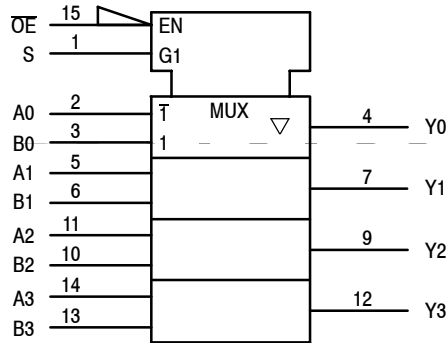 O̅E̅ 15 EN
S 1 G1
A0 2 1̅ MUX 4 Y0
B0 3 1
A1 5 7 Y1
B1 6
A2 11 9 Y2
B2 10
A3 14 12 Y3
B3 13